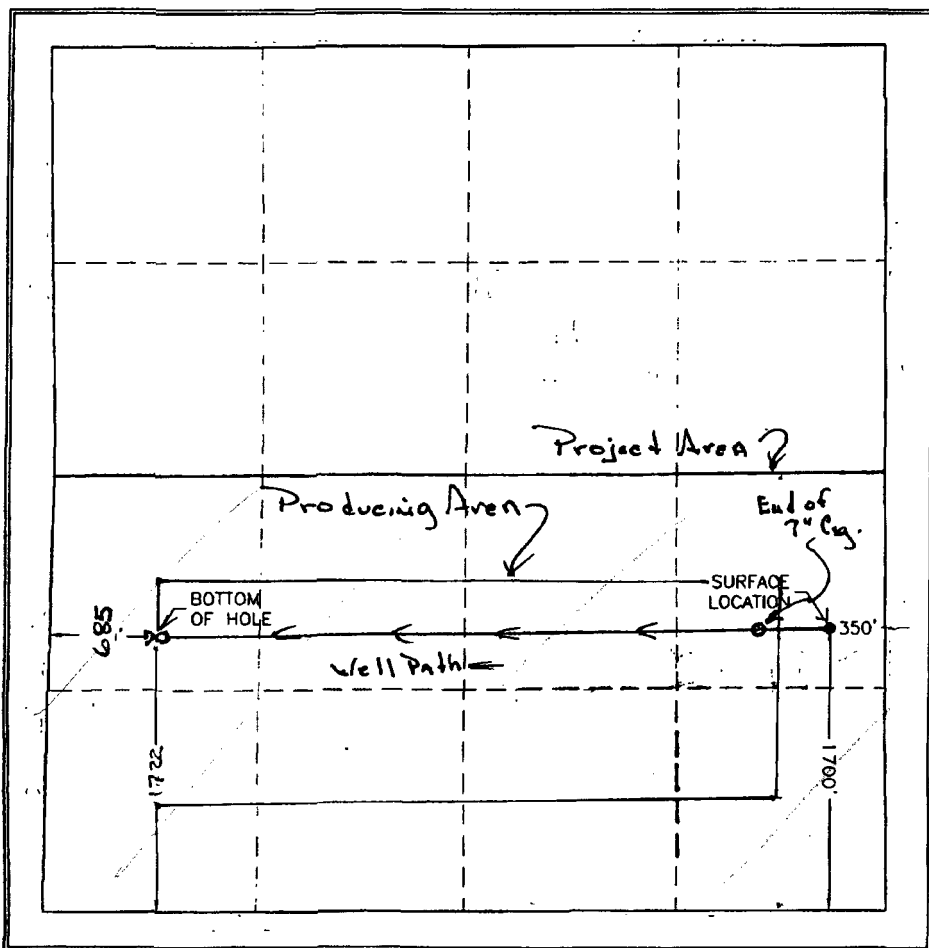 Project Area
Producing Area
End of
7" Csg.
SURFACE
LOCATION
350'
BOTTOM
OF HOLE
685'
Well Path
1722
1700'